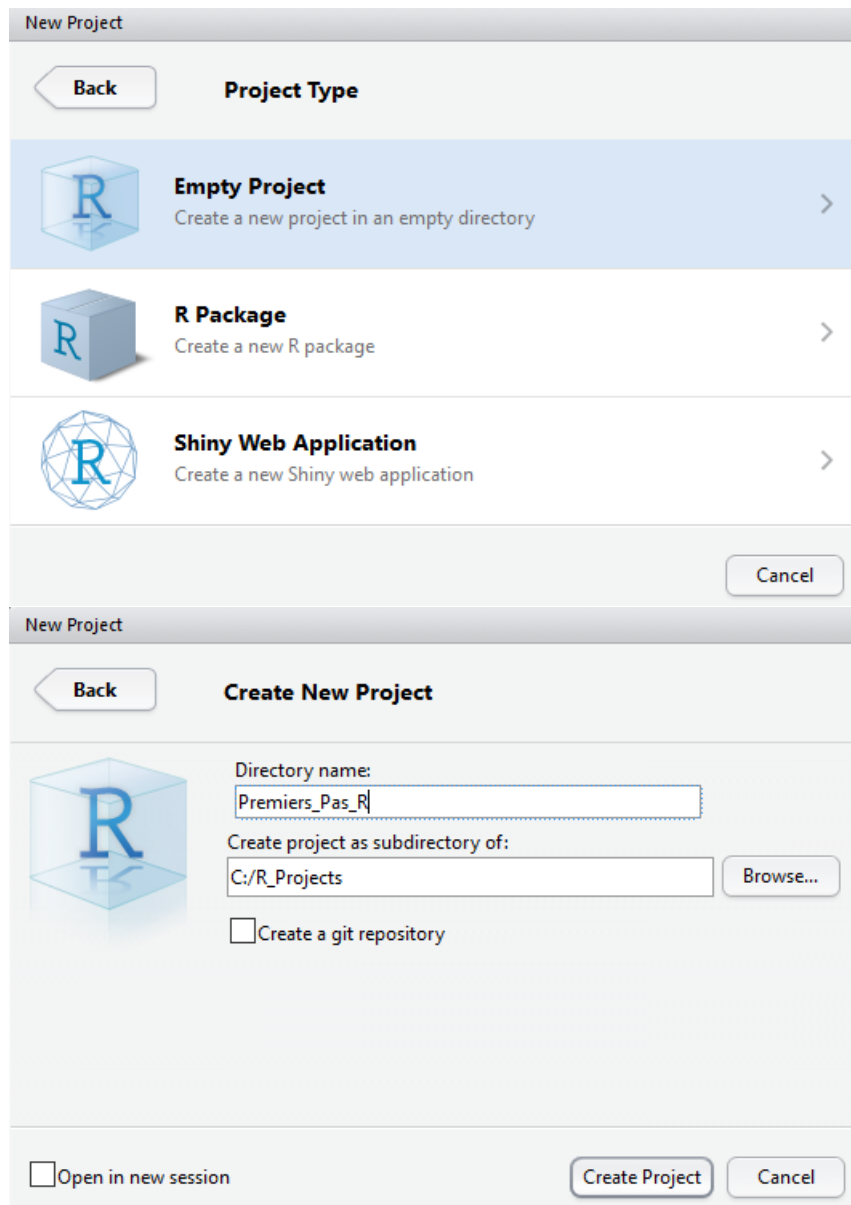 New Project
Back
Project Type
R
Empty Project
Create a new project in an empty directory
R
R Package
Create a new R package
R
Shiny Web Application
Create a new Shiny web application
Cancel
New Project
Back
Create New Project
R
Directory name:
Premiers_Pas_R
Create project as subdirectory of:
C:/R_Projects
Browse...
Create a git repository
Open in new session
Create Project
Cancel